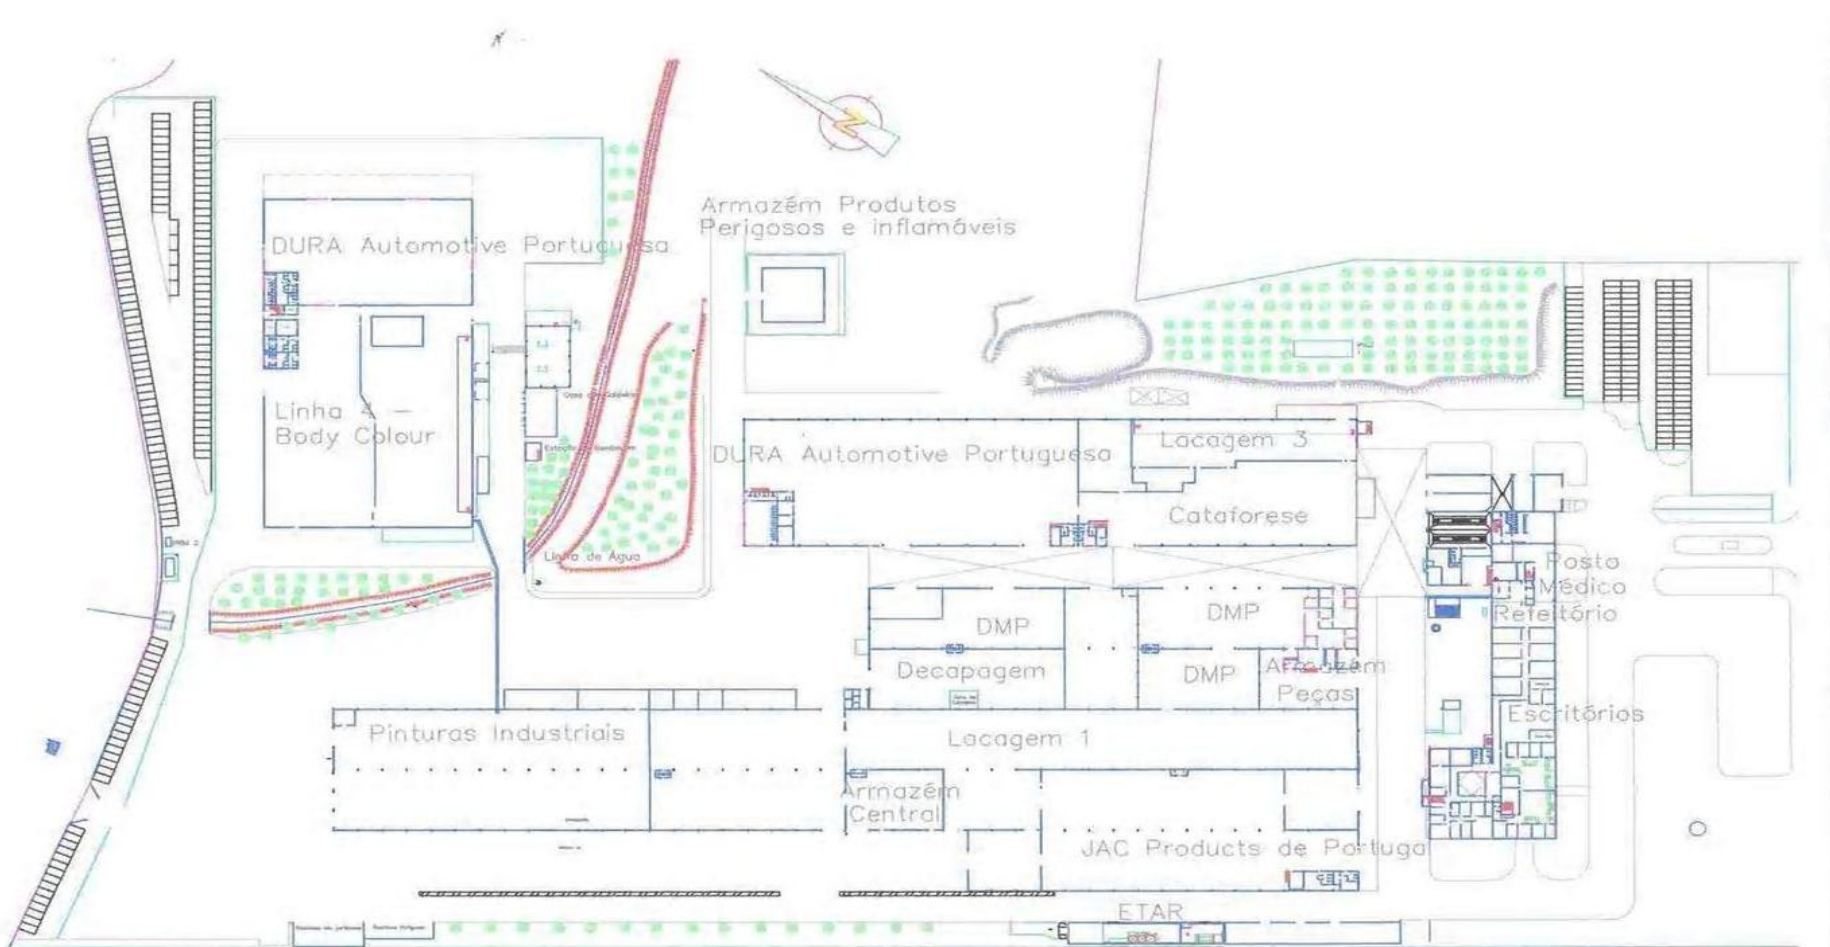 N
Armazém Produtos
Perigosos e inflamáveis
DURA Automotive Portuguesa
Linha 4 –
Body Colour
DURA Automotive Portuguesa
Lacagem 3
Cataforese
Linha de Água
Posto
Médico
Refeitório
DMP
DMP
Decapagem
DMP
Armazém
Peças
Escritórios
Pinturas Industriais
Lacagem 1
Armazém
Central
JAC Products de Portuga
ETAR